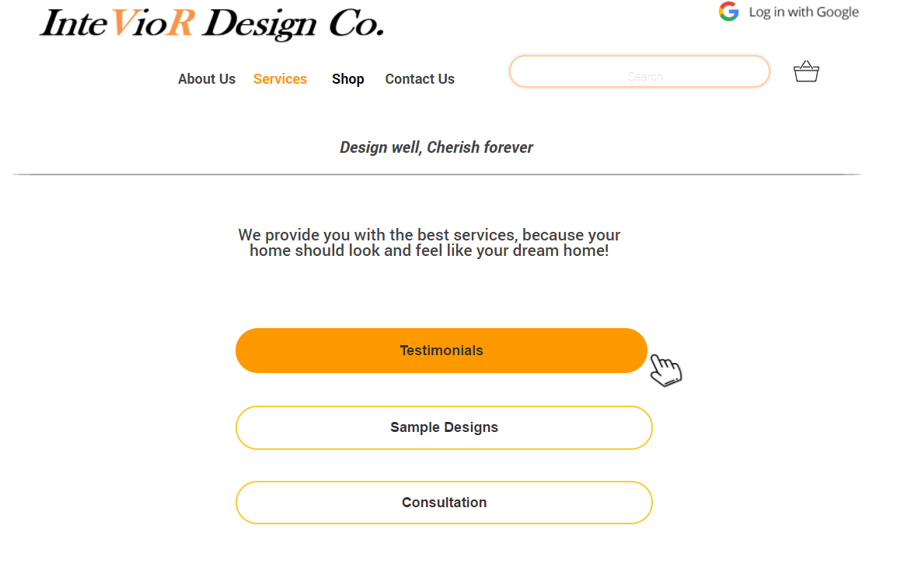 InteVioR Design Co.
Log in with Google
About Us Services Shop Contact Us
Search
Design well, Cherish forever
We provide you with the best services, because your
home should look and feel like your dream home!
Testimonials
Sample Designs
Consultation